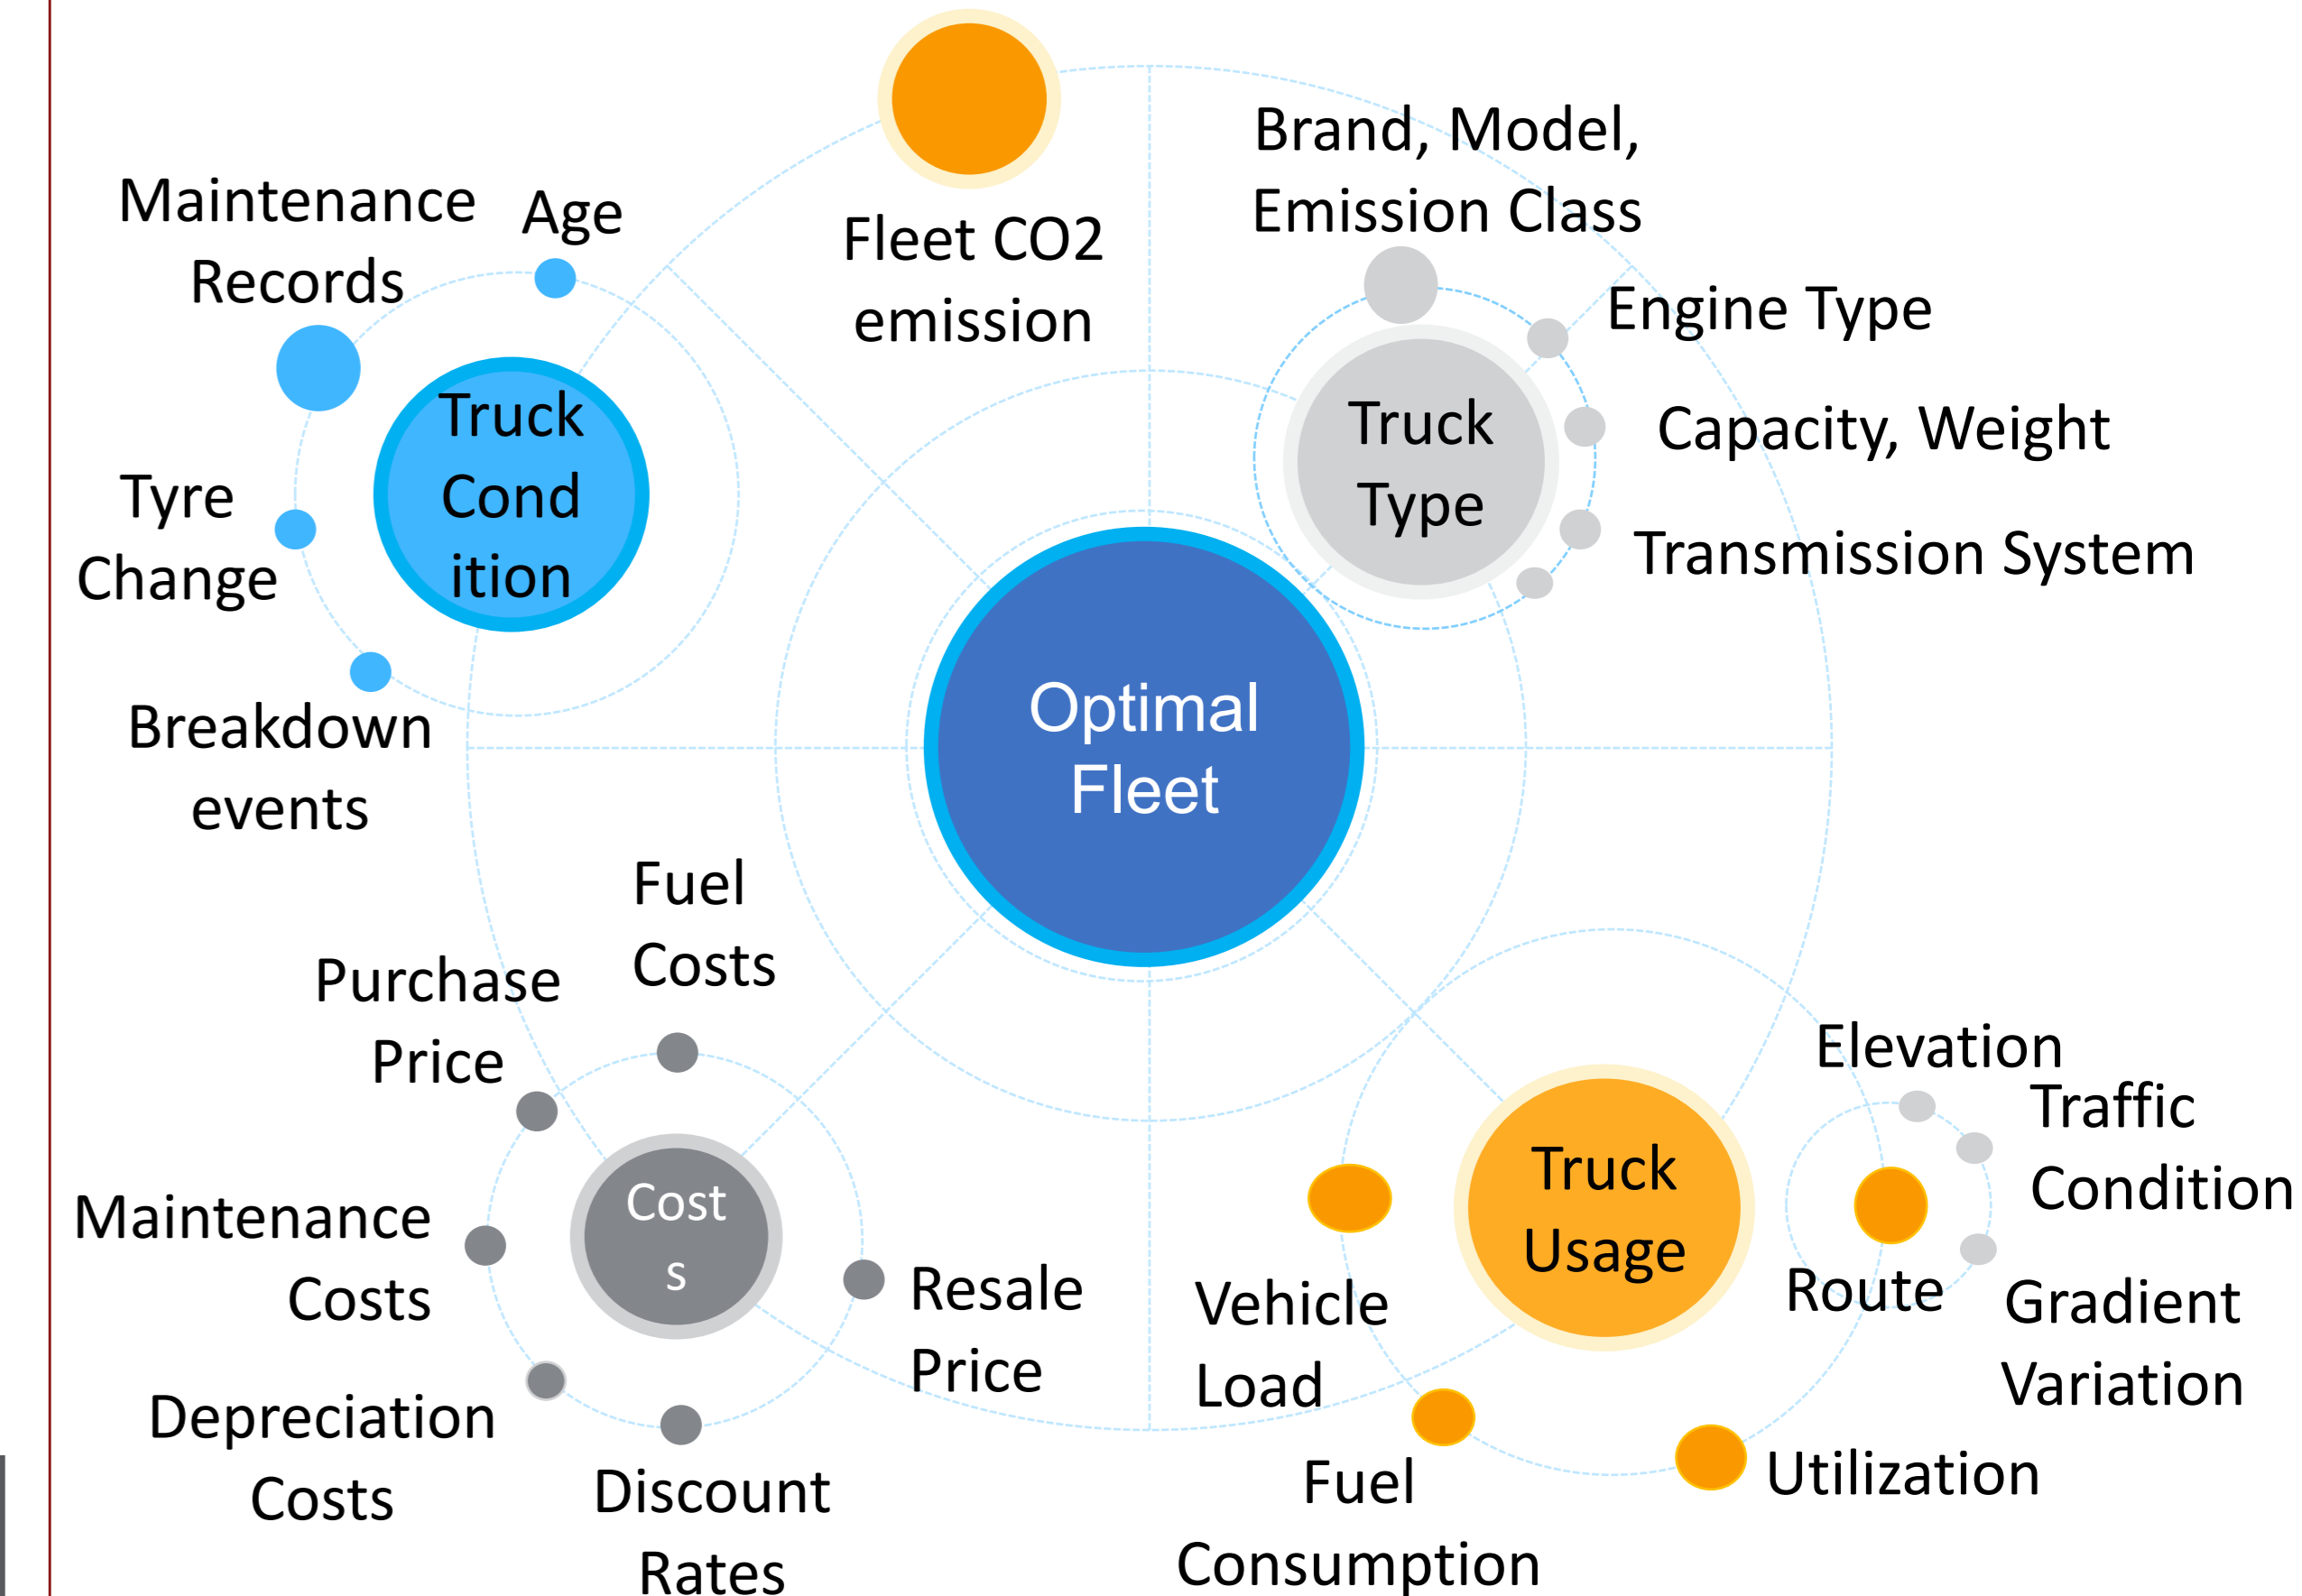 Brand, Model,
Emission Class
Maintenance
Records
Age
Fleet CO2
emission
Engine Type
Truck
Cond
ition
Truck
Type
Capacity, Weight
Tyre
Change
Transmission System
Optimal
Fleet
Breakdown
events
Fuel
Costs
Purchase
Price
Elevation
Traffic
Condition
Truck
Usage
Cost
s
Maintenance
Costs
Resale
Price
Vehicle
Load
Route
Gradient
Variation
Depreciation
Costs
Discount
Rates
Fuel
Consumption
Utilization